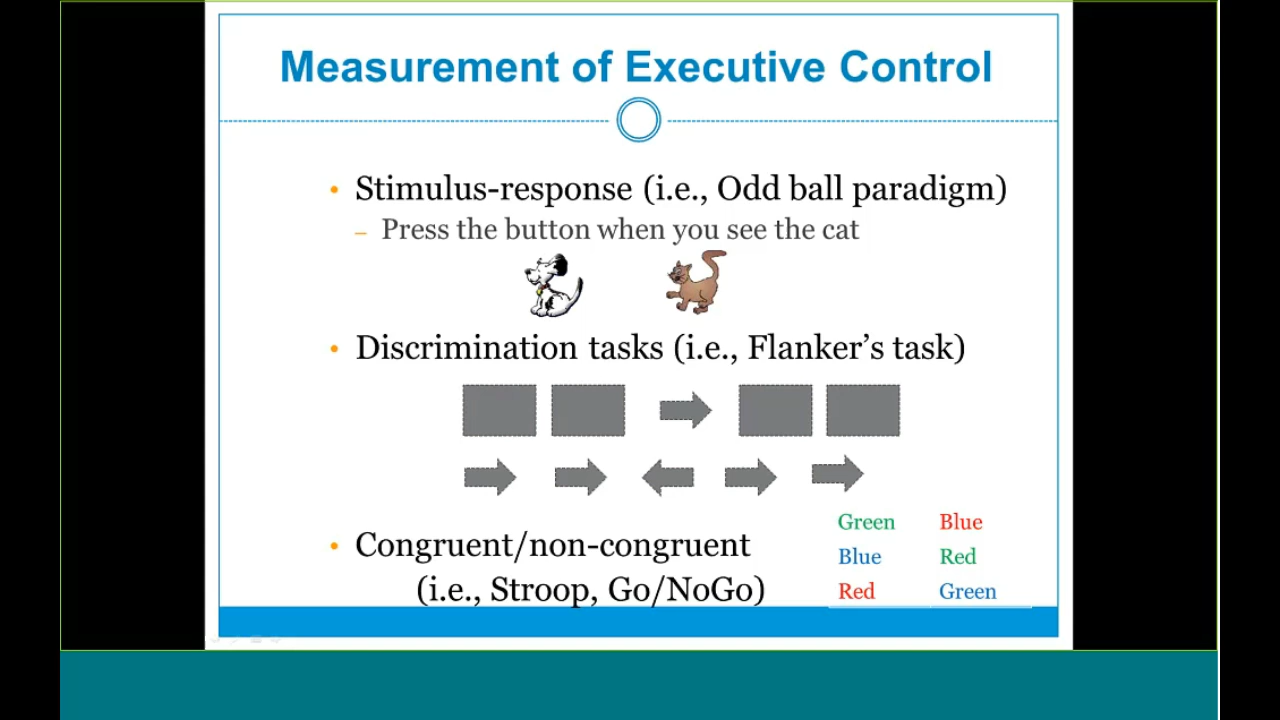 Measurement of Executive Control
• Stimulus-response (i.e., Odd ball paradigm)
– Press the button when you see the cat
• Discrimination tasks (i.e., Flanker’s task)
• Congruent/non-congruent
(i.e., Stroop, Go/NoGo)
Green Blue
Blue Red
Red Green